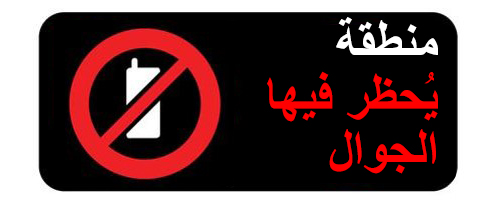 منطقة
يُحظر فيها
الجوال